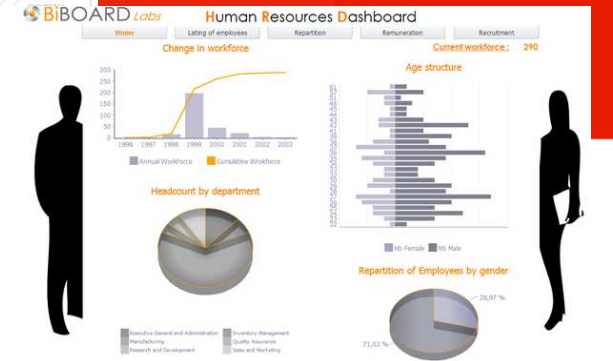 BiBOARD Labs
Human Resources Dashboard
Home Listing of employees Repartition Remuneration Recruitment
Change in workforce
Current workforce : 290
Age structure
300
250
200
150
100
50
0
1996 1997 1998 1999 2000 2001 2002 2003
Annual Workforce Cumulative Workforce
Headcount by department
Nb Female Nb Male
Repartition of Employees by gender
28,97 %
71,03 %
Executive General and Administration Inventory Management
Manufacturing Quality Assurance
Research and Development Sales and Marketing